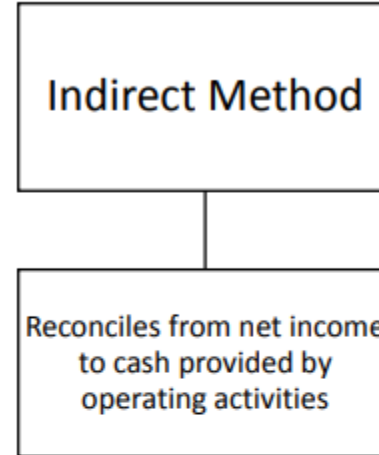 Indirect Method
Reconciles from net income
to cash provided by
operating activities